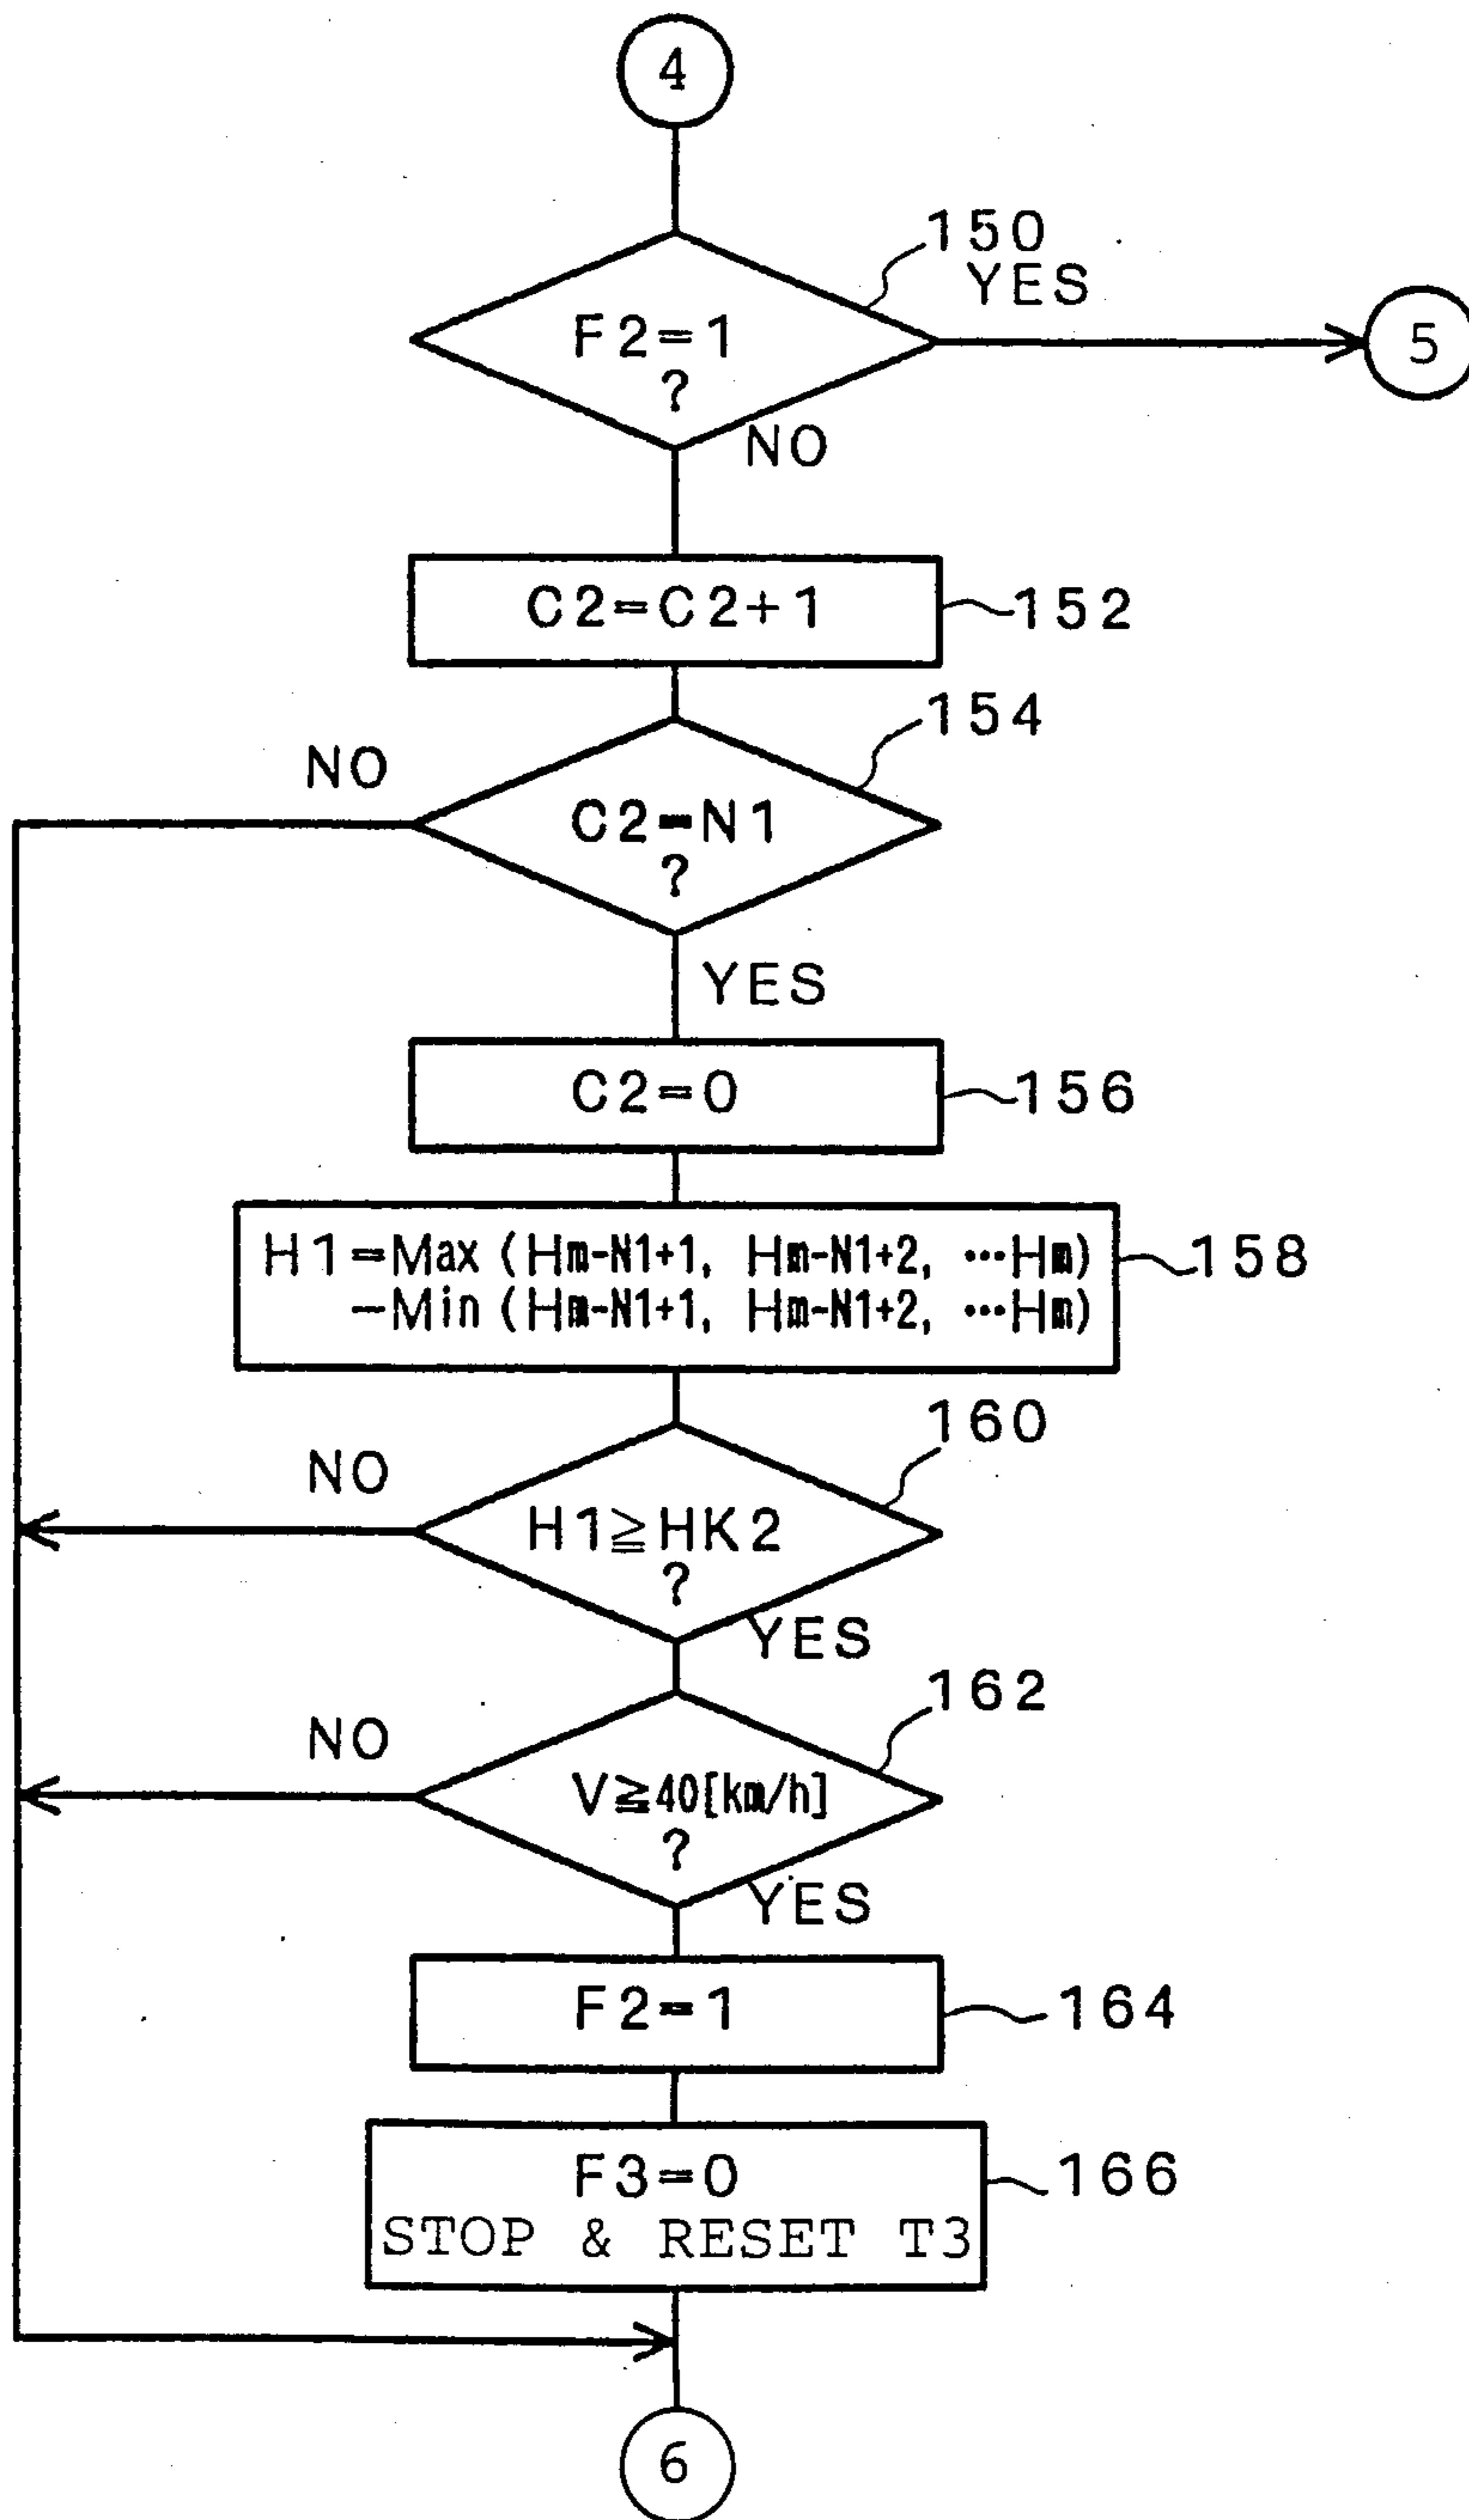 4
150
YES
F2=1
?
5
NO
C2=C2+1
152
154
NO
C2=N1
?
YES
C2=0
156
H1=Max(Hm-N1+1, Hm-N1+2, …Hm)
-Min(Hm-N1+1, Hm-N1+2, …Hm)
158
160
NO
H1≧HK2
?
YES
162
NO
V≧40[km/h]
?
YES
F2=1
164
F3=0
STOP & RESET T3
166
6